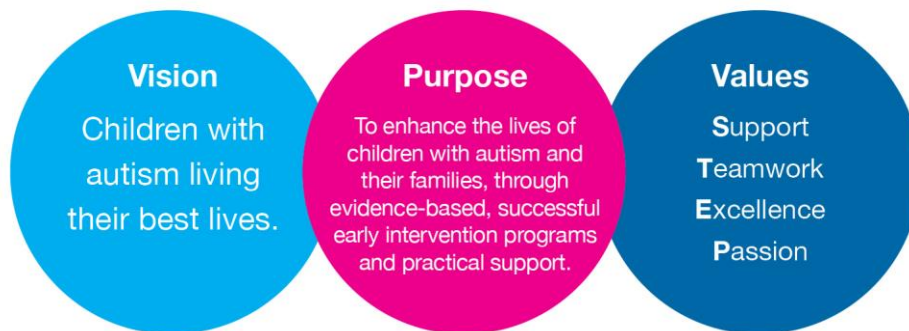 Vision
Children with
autism living
their best lives.
Purpose
To enhance the lives of
children with autism and
their families, through
evidence-based, successful
early intervention programs
and practical support.
Values
Support
Teamwork
Excellence
Passion